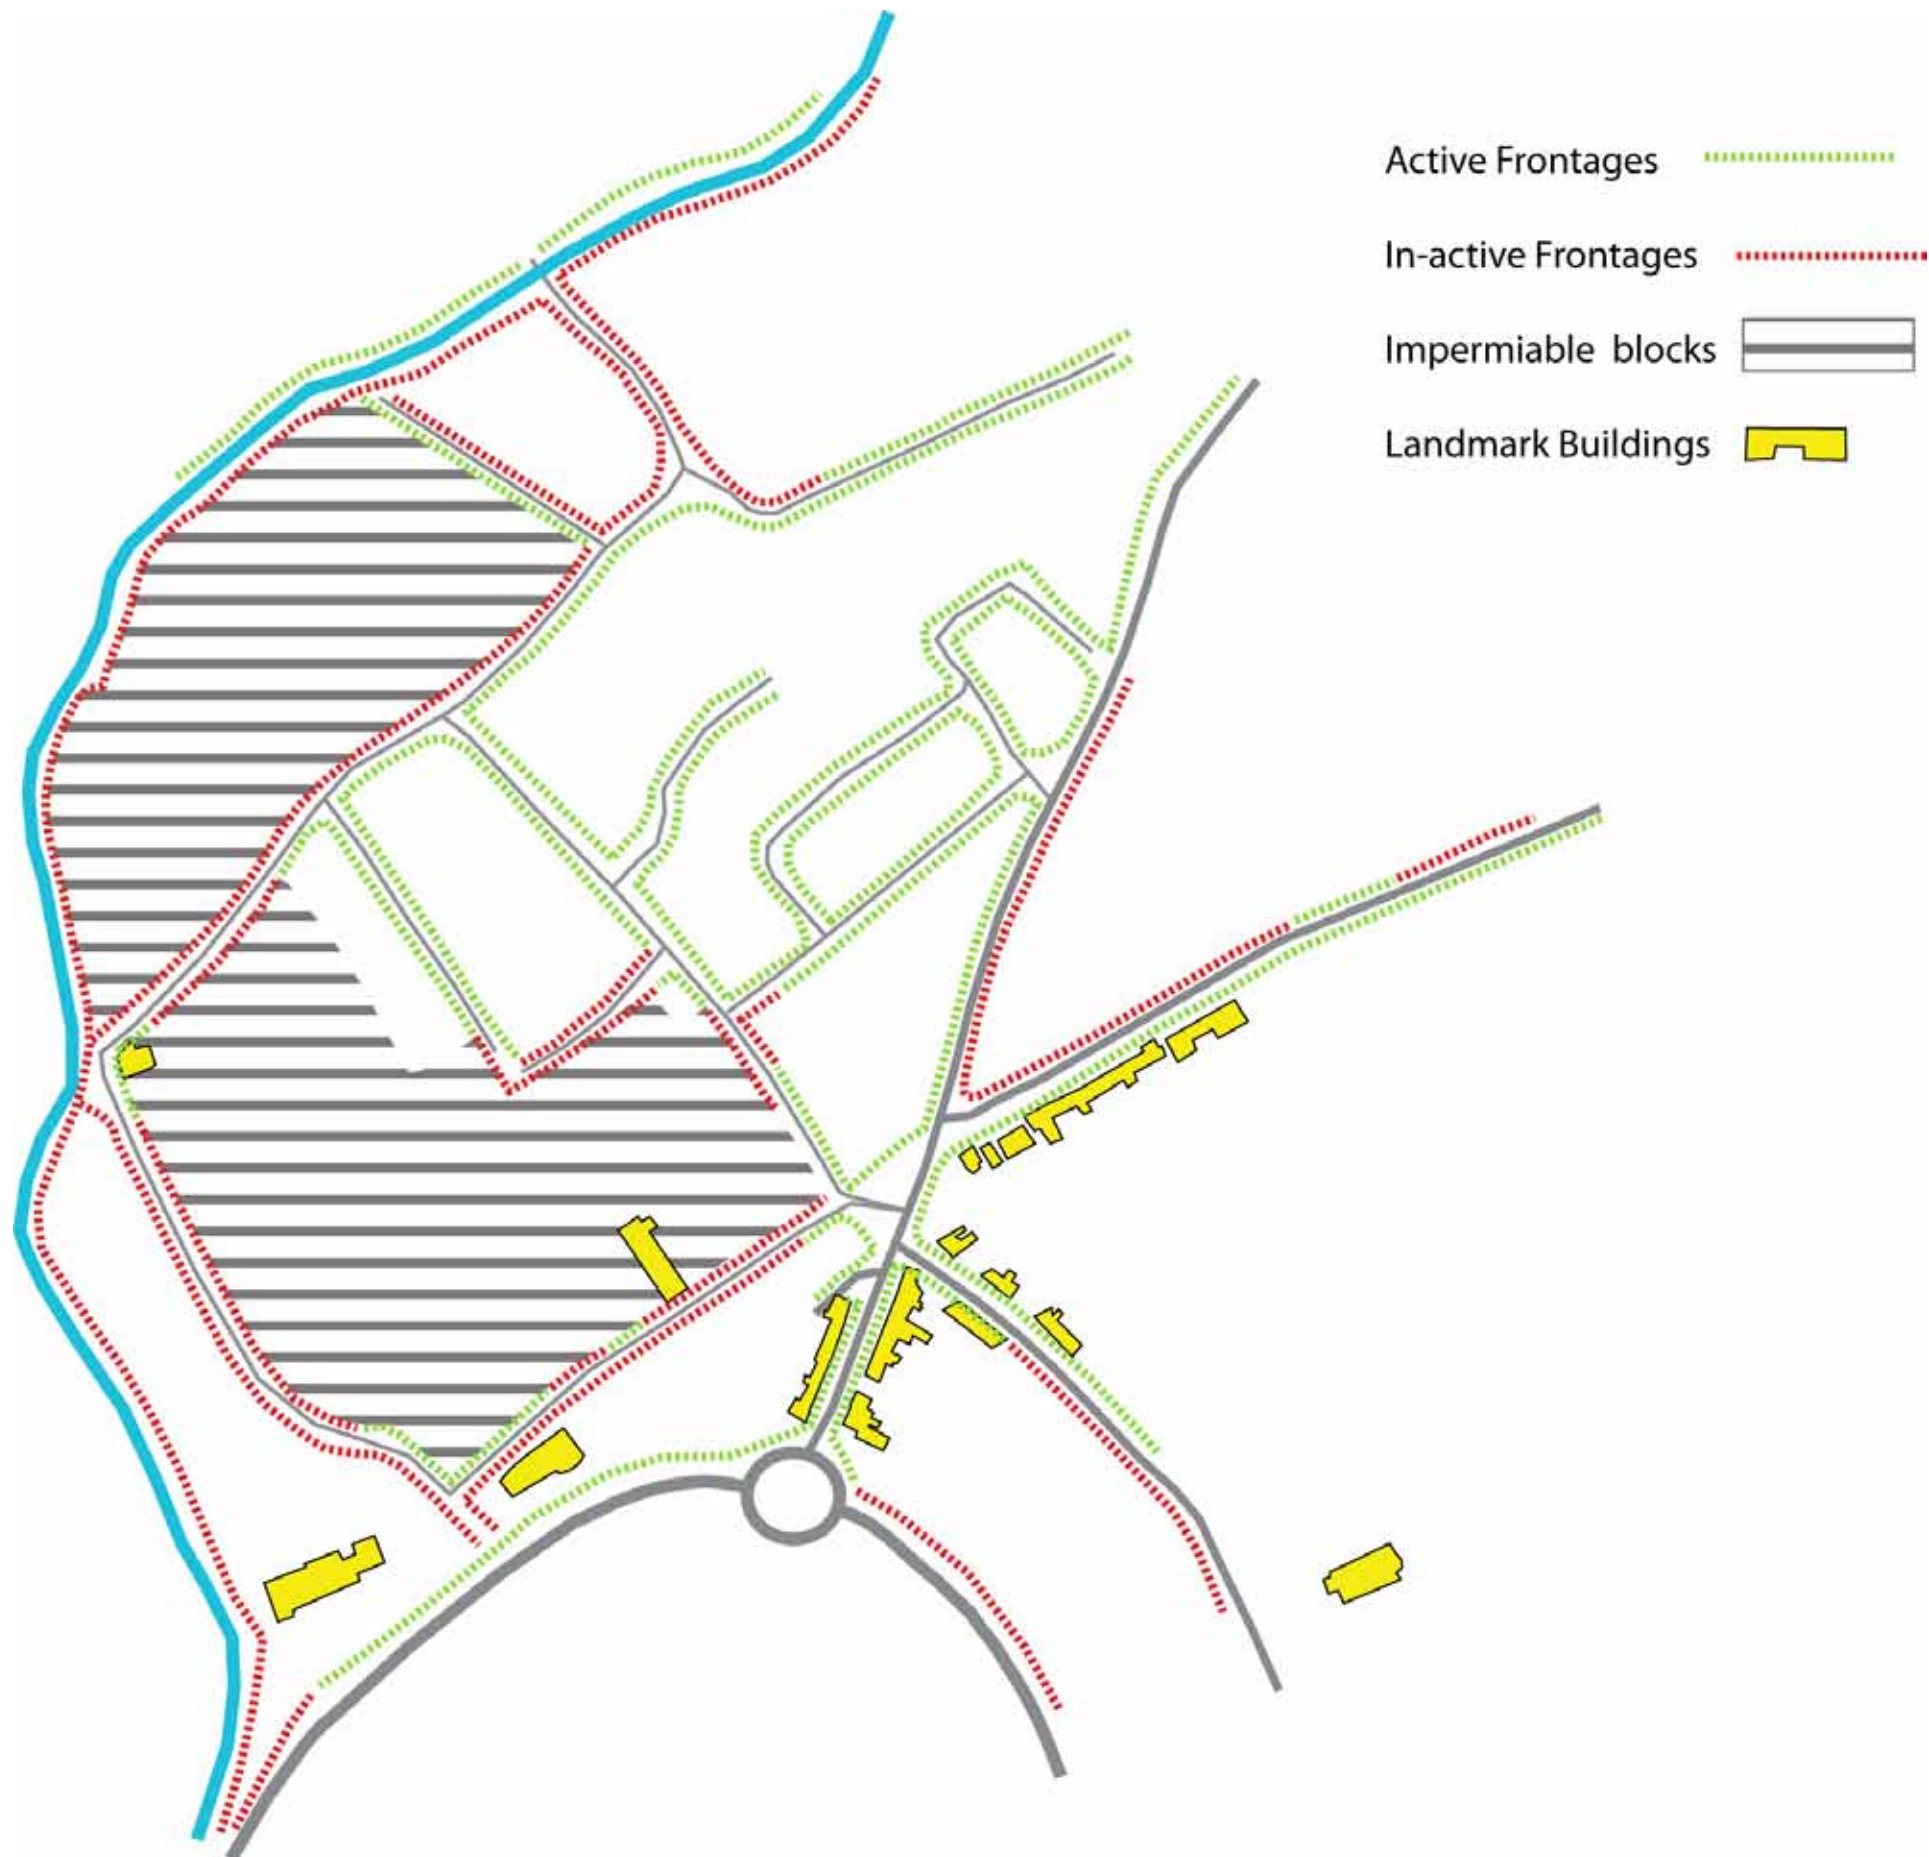 Active Frontages
In-active Frontages
Impermiable blocks
Landmark Buildings